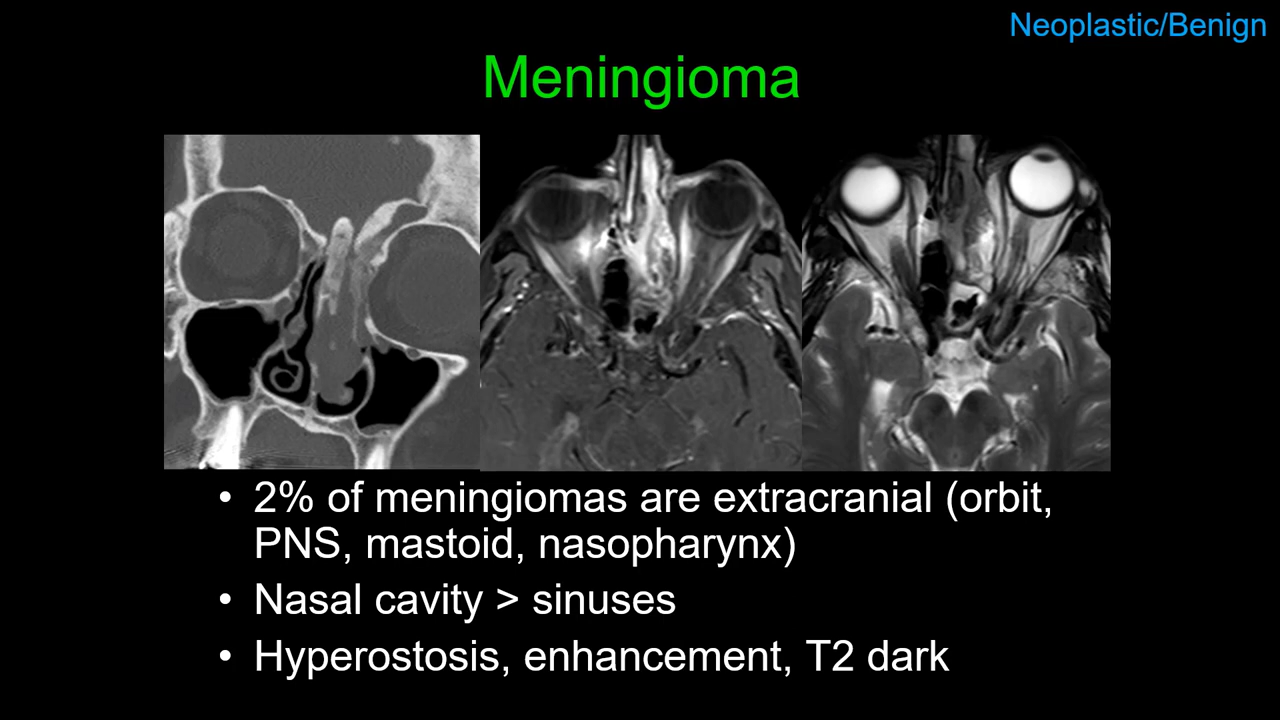 Neoplastic/Benign
Meningioma
• 2% of meningiomas are extracranial (orbit,
PNS, mastoid, nasopharynx)
• Nasal cavity > sinuses
• Hyperostosis, enhancement, T2 dark